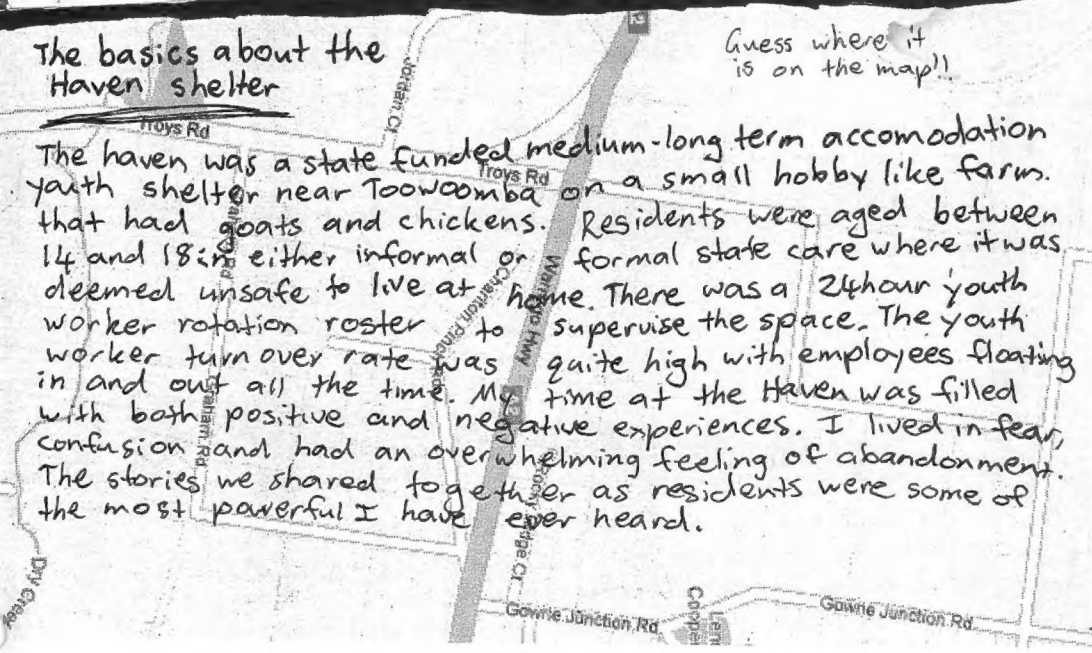 The basics about the
Haven shelter
Guess where it
is on the map!!
Jordan Ct
Troys Rd
The haven was a state funded medium-long term accomodation
Troys Rd
youth shelter near Toowoomba on a small hobby like farm.
that had goats and chickens. Residents were aged between
14 and 18 in either informal or formal state care where it was
deemed unsafe to live at home. There was a 24hour youth
Warrego Hwy
worker rotation roster to supervise the space. The youth
worker turn over rate was quite high with employees floating
in and out all the time. My time at the Haven was filled
with both positive and negative experiences. I lived in fear,
confusion and had an overwhelming feeling of abandonment.
The stories we shared together as residents were some of
the most powerful I have ever heard.
Gowrie Junction Rd
Gowrie Junction Rd